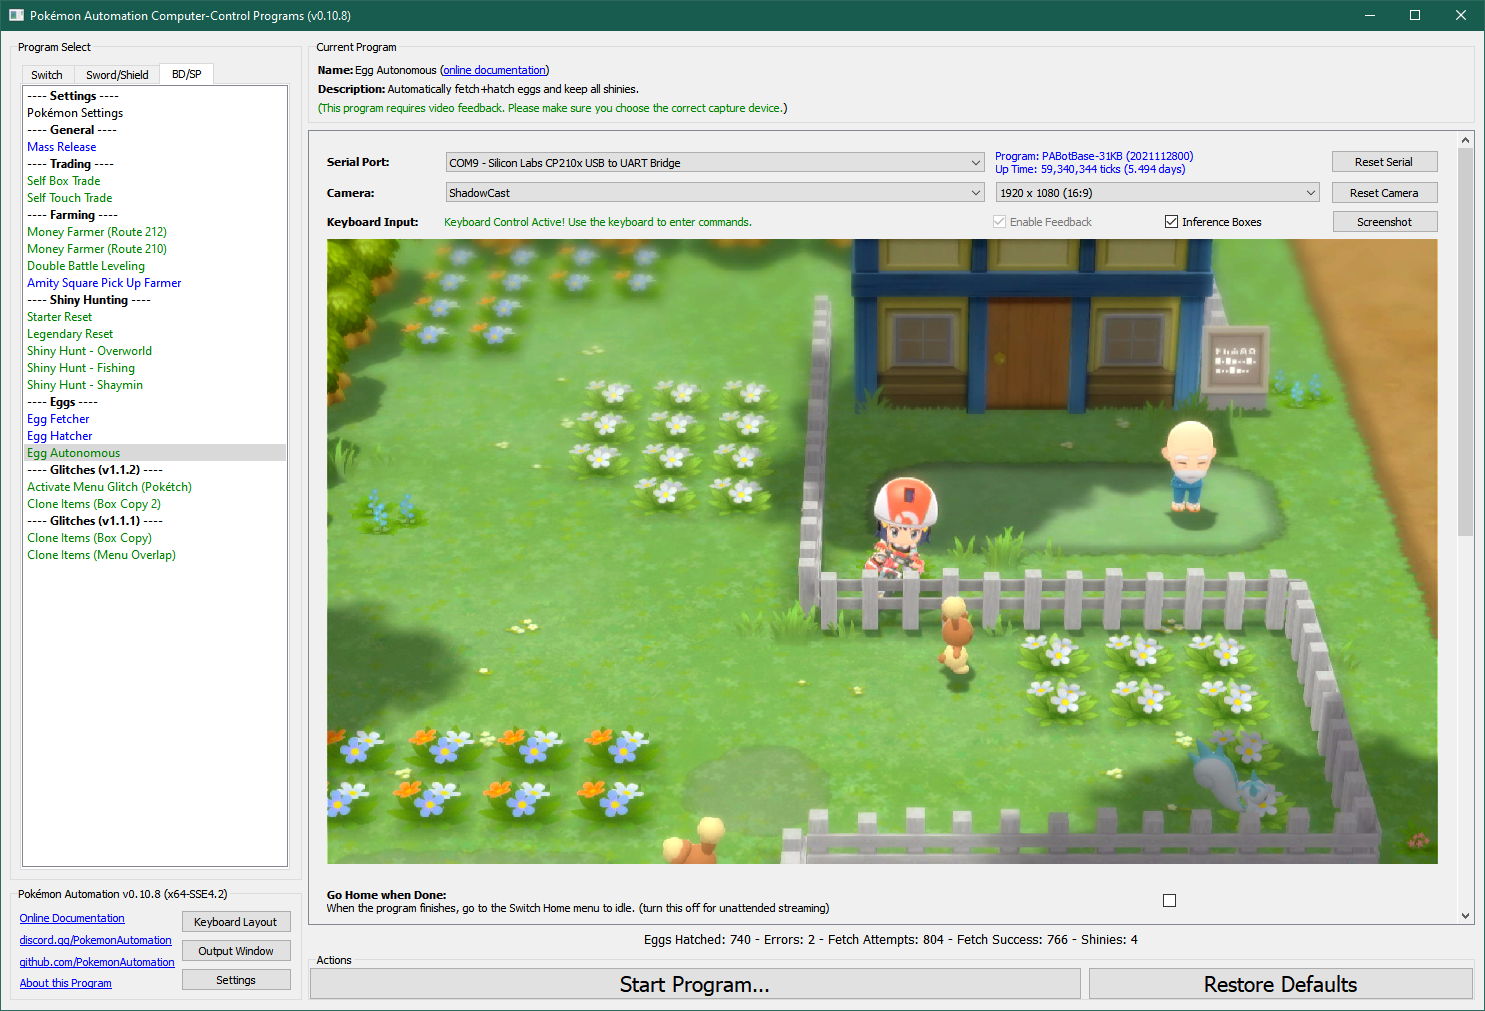 Pokémon Automation Computer-Control Programs (v0.10.8)
Program Select
Switch
Sword/Shield
BD/SP
---- Settings ----
Pokémon Settings
---- General ----
Mass Release
---- Trading ----
Self Box Trade
Self Touch Trade
---- Farming ----
Money Farmer (Route 212)
Money Farmer (Route 210)
Double Battle Leveling
Amity Square Pick Up Farmer
---- Shiny Hunting ----
Starter Reset
Legendary Reset
Shiny Hunt - Overworld
Shiny Hunt - Fishing
Shiny Hunt - Shaymin
---- Eggs ----
Egg Fetcher
Egg Hatcher
Egg Autonomous
---- Glitches (v1.1.2) ----
Activate Menu Glitch (Pokétch)
Clone Items (Box Copy 2)
---- Glitches (v1.1.1) ----
Clone Items (Box Copy)
Clone Items (Menu Overlap)
Pokémon Automation v0.10.8 (x64-SSE4.2)
Online Documentation
Keyboard Layout
discord.gg/PokemonAutomation
Output Window
github.com/PokemonAutomation
Settings
About this Program
Current Program
Name: Egg Autonomous (online documentation)
Description: Automatically fetch+hatch eggs and keep all shinies.
(This program requires video feedback. Please make sure you choose the correct capture device.)
Serial Port:
COM9 - Silicon Labs CP210x USB to UART Bridge
Program: PABotBase-31KB (2021112800)
Up Time: 59,340,344 ticks (5.494 days)
Reset Serial
Camera:
ShadowCast
1920 x 1080 (16:9)
Reset Camera
Keyboard Input:
Keyboard Control Active! Use the keyboard to enter commands.
Enable Feedback
Inference Boxes
Screenshot
Go Home when Done:
When the program finishes, go to the Switch Home menu to idle. (turn this off for unattended streaming)
Eggs Hatched: 740 - Errors: 2 - Fetch Attempts: 804 - Fetch Success: 766 - Shinies: 4
Actions
Start Program...
Restore Defaults